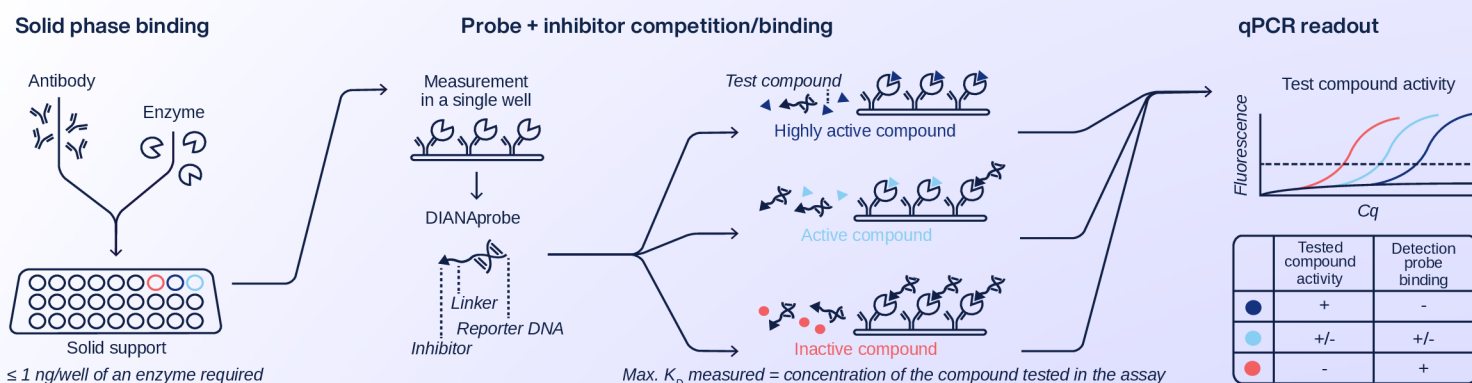 Solid phase binding
Antibody
Enzyme
Solid support
≤ 1 ng/well of an enzyme required
Probe + inhibitor competition/binding
Measurement
in a single well
DIANAprobe
Linker
Reporter DNA
Inhibitor
Test compound
Highly active compound
Active compound
Inactive compound
Max. KD measured = concentration of the compound tested in the assay
qPCR readout
Test compound activity
Fluorescence
Cq
Tested
compound
activity
Detection
probe
binding
+
-
+/-
+/-
-
+